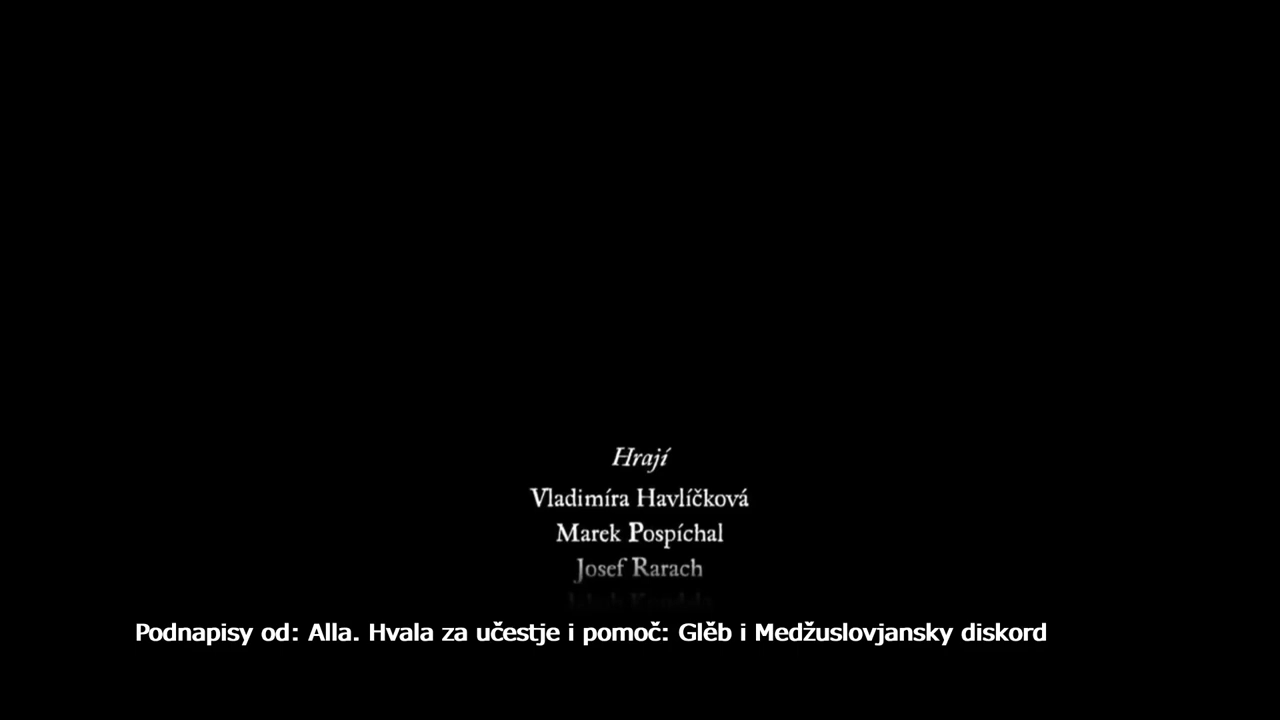 Hrají
Vladimíra Havlíčková
Marek Pospíchal
Josef Rarach
Podnapisy od: Alla. Hvala za učestje i pomoč: Glěb i Medžuslovjansky diskord